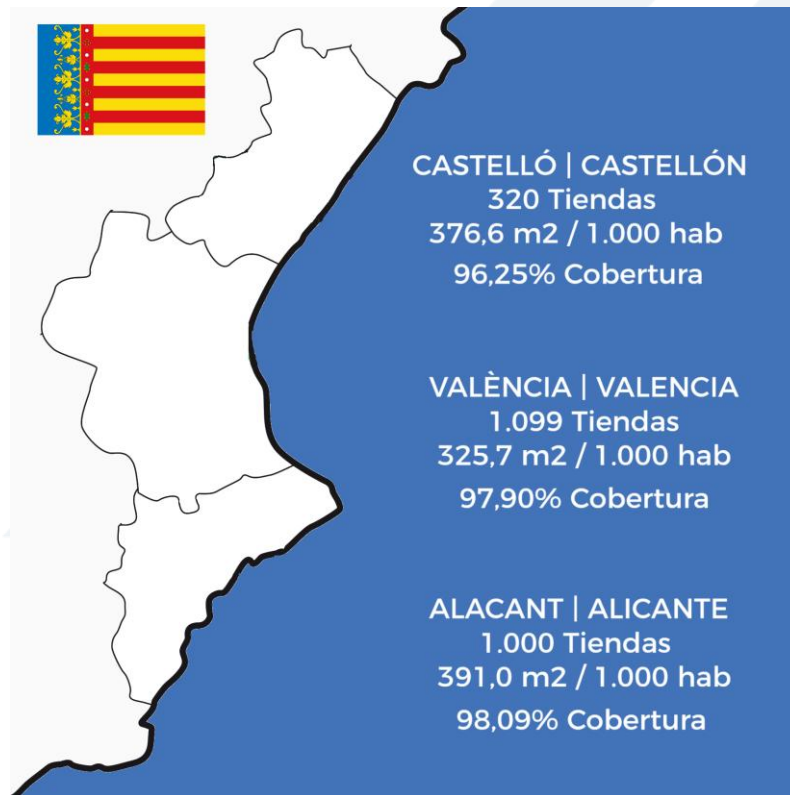 CASTELLÓ | CASTELLÓN
320 Tiendas
376,6 m2 / 1.000 hab
96,25% Cobertura
VALÈNCIA | VALENCIA
1.099 Tiendas
325,7 m2 / 1.000 hab
97,90% Cobertura
ALACANT | ALICANTE
1.000 Tiendas
391,0 m2 / 1.000 hab
98,09% Cobertura